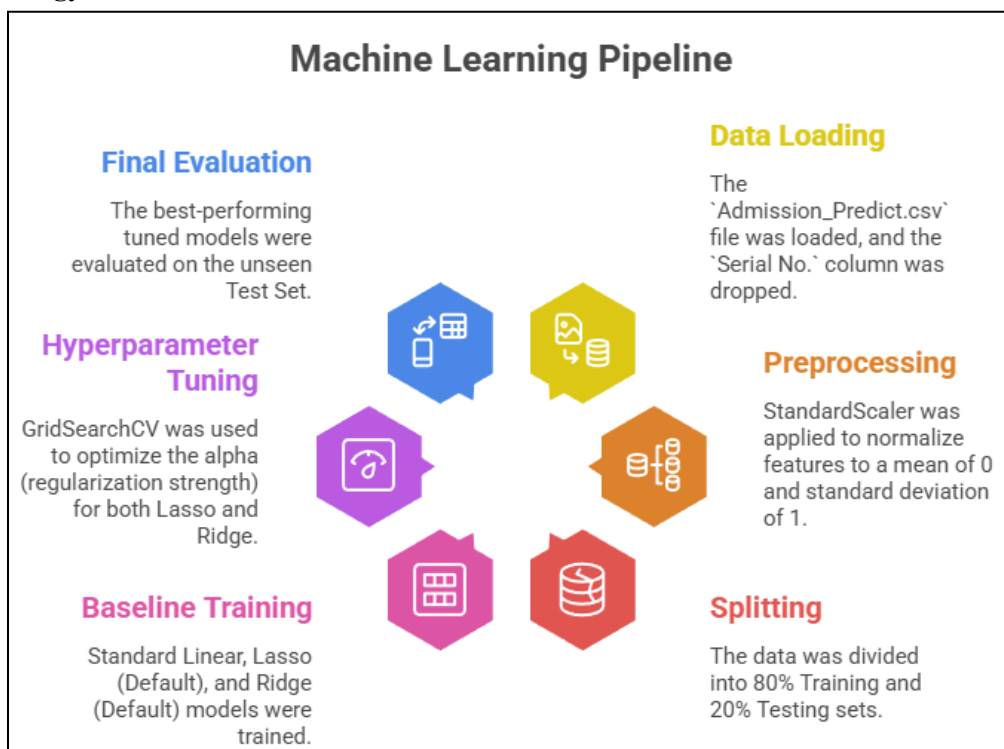 Machine Learning Pipeline
Data Loading
The
`Admission_Predict.csv`
file was loaded, and the
`Serial No.` column was
dropped.
Preprocessing
StandardScaler was
applied to normalize
features to a mean of 0
and standard deviation
of 1.
Splitting
The data was divided
into 80% Training and
20% Testing sets.
Baseline Training
Standard Linear, Lasso
(Default), and Ridge
(Default) models were
trained.
Hyperparameter
Tuning
GridSearchCV was used
to optimize the alpha
(regularization strength)
for both Lasso and
Ridge.
Final Evaluation
The best-performing
tuned models were
evaluated on the unseen
Test Set.